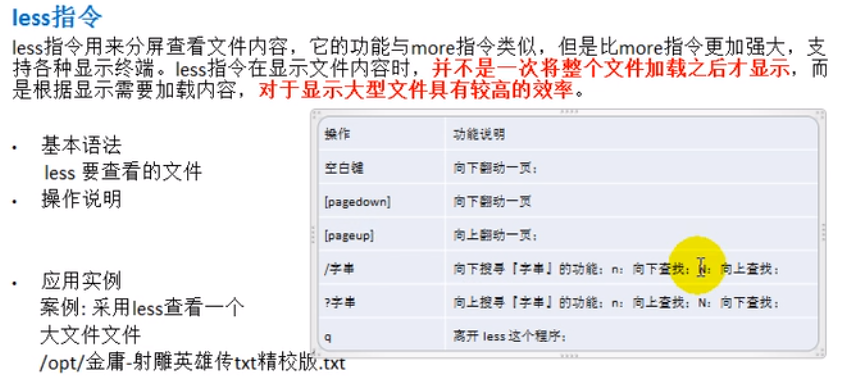 less指令
less指令用来分屏查看文件内容，它的功能与more指令类似，但是比more指令更加强大，支
持各种显示终端。less指令在显示文件内容时，并不是一次将整个文件加载之后才显示，而
是根据显示需要加载内容，对于显示大型文件具有较高的效率。
• 基本语法
less 要查看的文件
• 操作说明
操作 功能说明
空白键 向下翻动一页；
[pagedown] 向下翻动一页
[pageup] 向上翻动一页；
/字串 向下搜寻『字串』的功能；n：向下查找；N：向上查找；
?字串 向上搜寻『字串』的功能；n：向上查找；N：向下查找；
q 离开 less 这个程序；
• 应用实例
案例: 采用less查看一个
大文件文件
/opt/金庸-射雕英雄传txt精校版.txt